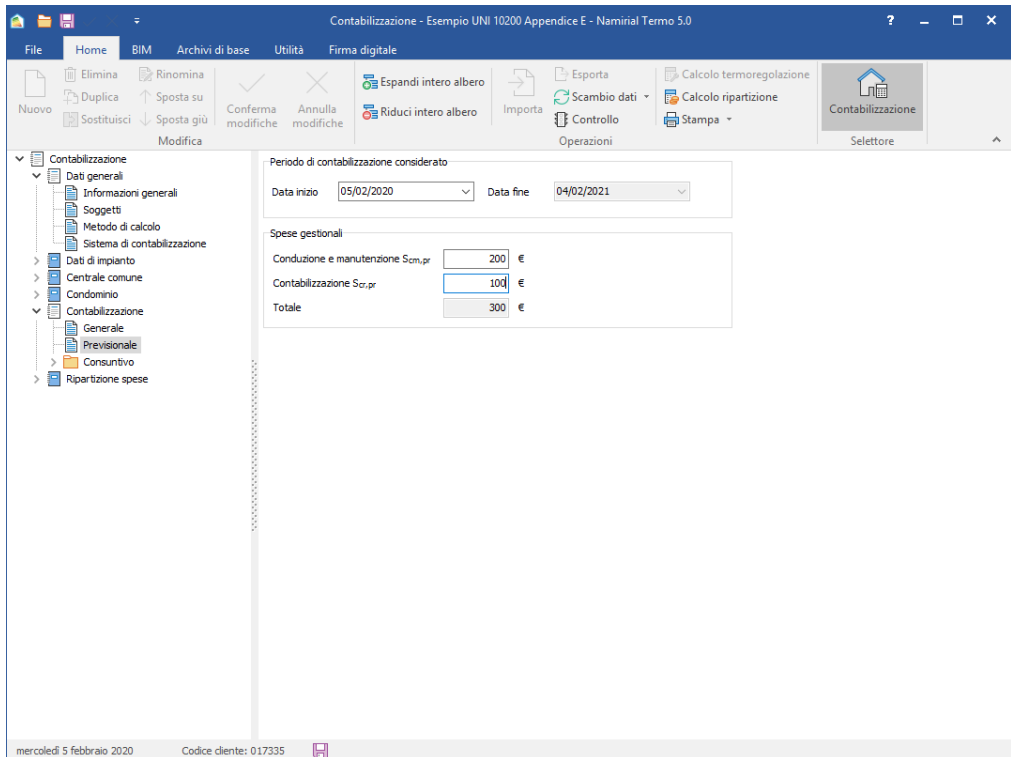 Contabilizzazione - Esempio UNI 10200 Appendice E - Namirial Termo 5.0
File Home BIM Archivi di base Utilità Firma digitale
Nuovo
Elimina
Duplica
Sostituisci
Rinomina
Sposta su
Sposta giù
Conferma
modifiche
Annulla
modifiche
Modifica
Espandi intero albero
Riduci intero albero
Importa
Esporta
Scambio dati
Controllo
Calcolo termoregolazione
Calcolo ripartizione
Stampa
Operazioni
Contabilizzazione
Selettore
Contabilizzazione
Dati generali
Informazioni generali
Soggetti
Metodo di calcolo
Sistema di contabilizzazione
Dati di impianto
Centrale comune
Condominio
Contabilizzazione
Generale
Previsionale
Consuntivo
Ripartizione spese
Periodo di contabilizzazione considerato
Data inizio 05/02/2020 Data fine 04/02/2021
Spese gestionali
Conduzione e manutenzione Scm,pr 200 €
Contabilizzazione Scr,pr 100 €
Totale 300 €
mercoledì 5 febbraio 2020 Codice cliente: 017335